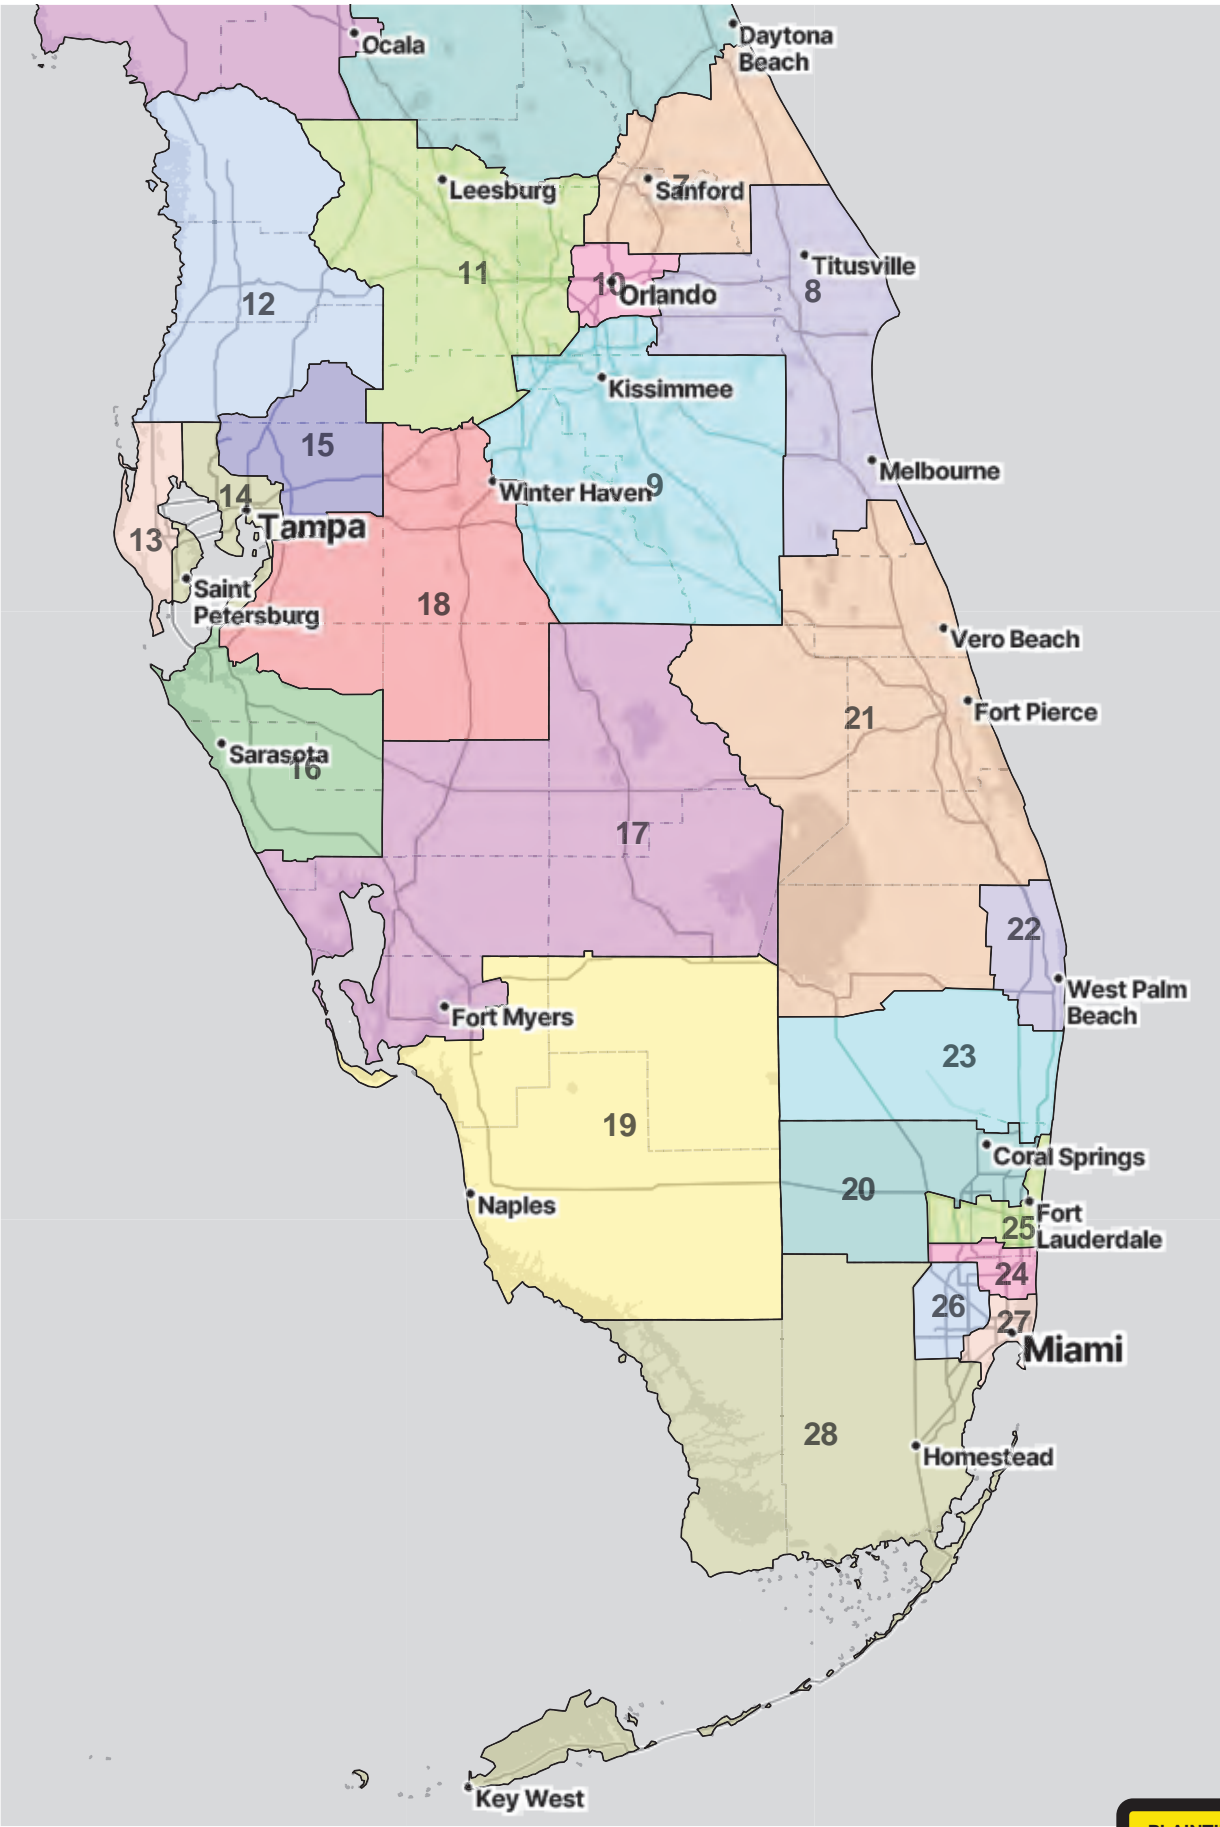 Daytona
Beach
Ocala
7
Sanford
Leesburg
Titusville
8
11
10
Orlando
12
Kissimmee
15
Melbourne
9
Winter Haven
14
Tampa
13
Saint
Petersburg
18
Vero Beach
Fort Pierce
21
Sarasota
16
17
22
West Palm
Beach
Fort Myers
23
19
Coral Springs
20
Naples
Fort
Lauderdale
25
24
26
27
Miami
28
Homestead
Key West